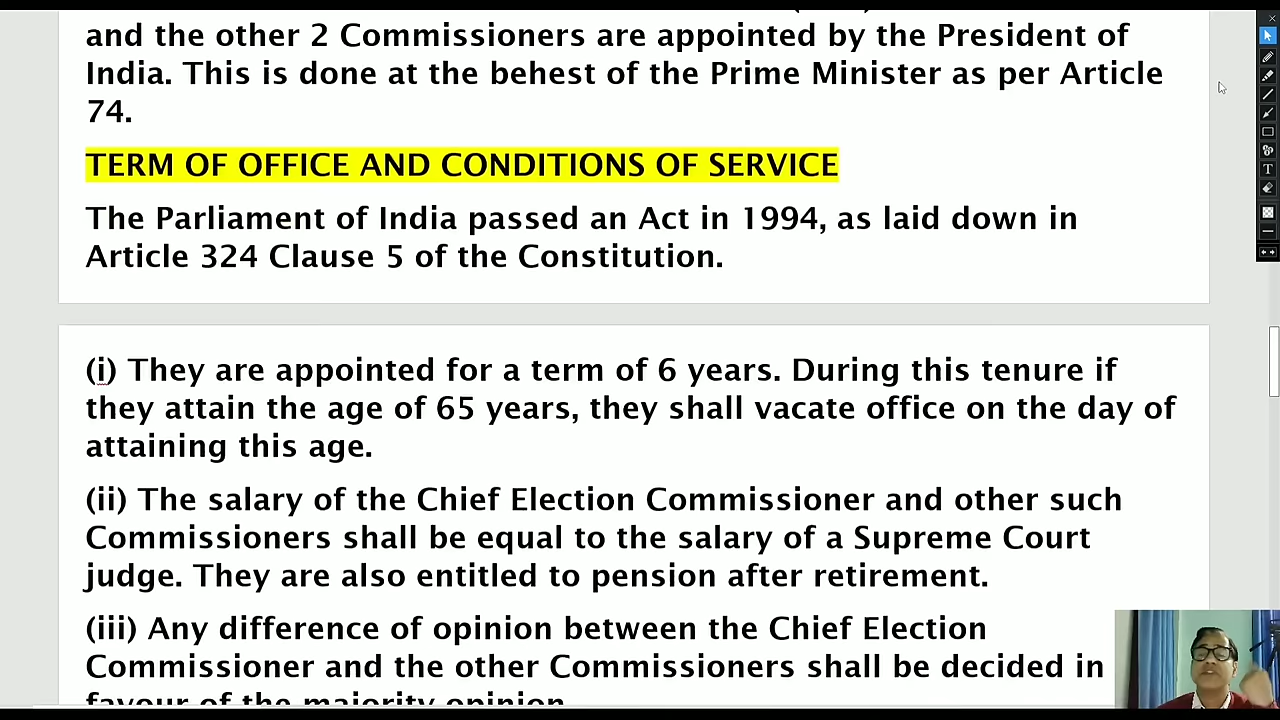 and the other 2 Commissioners are appointed by the President of
India. This is done at the behest of the Prime Minister as per Article
74.
TERM OF OFFICE AND CONDITIONS OF SERVICE
The Parliament of India passed an Act in 1994, as laid down in
Article 324 Clause 5 of the Constitution.
(i) They are appointed for a term of 6 years. During this tenure if
they attain the age of 65 years, they shall vacate office on the day of
attaining this age.
(ii) The salary of the Chief Election Commissioner and other such
Commissioners shall be equal to the salary of a Supreme Court
judge. They are also entitled to pension after retirement.
(iii) Any difference of opinion between the Chief Election
Commissioner and the other Commissioners shall be decided in
favour of the majority opinion.